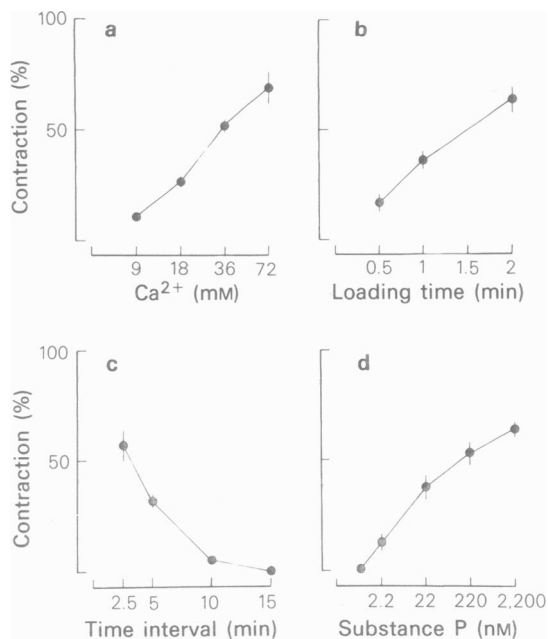 a
100
50
Contraction (%)
9 18 36 72
Ca²⁺ (mM)
b
0.5 1 1.5 2
Loading time (min)
c
100
50
Contraction (%)
2.5 5 10 15
Time interval (min)
d
2.2 22 220 2,200
Substance P (nM)